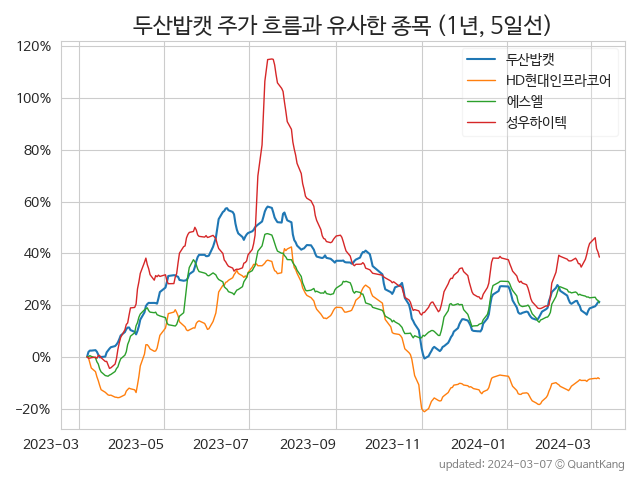 두산밥캣 주가 흐름과 유사한 종목 (1년, 5일선)
120%
100%
80%
60%
40%
20%
0%
−20%
두산밥캣
HD현대인프라코어
에스엘
성우하이텍
2023-03 2023-05 2023-07 2023-09 2023-11 2024-01 2024-03
updated: 2024-03-07 © QuantKang